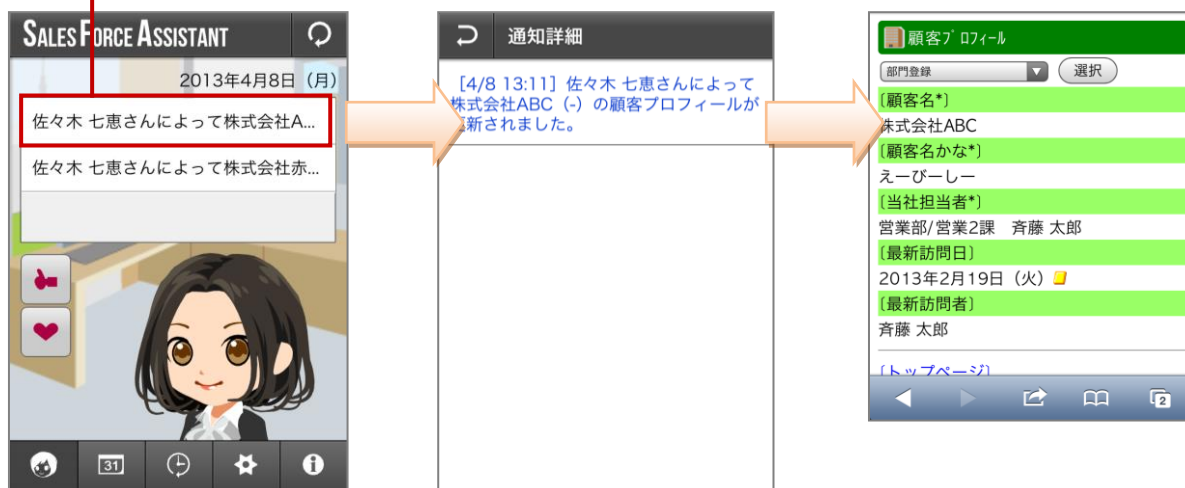 SALES FORCE ASSISTANT
2013年4月8日（月）
佐々木 七恵さんによって株式会社A...
佐々木 七恵さんによって株式会社赤...
31
通知詳細
［4/8 13:11］佐々木 七恵さんによって
株式会社ABC（-）の顧客プロフィールが
更新されました。
顧客ﾌﾟﾛﾌｨｰﾙ
部門登録
選択
〔顧客名*〕
株式会社ABC
〔顧客名かな*〕
えーびーしー
〔当社担当者*〕
営業部/営業2課　斉藤 太郎
〔最新訪問日〕
2013年2月19日（火）
〔最新訪問者〕
斉藤 太郎
〔トップページ〕
2